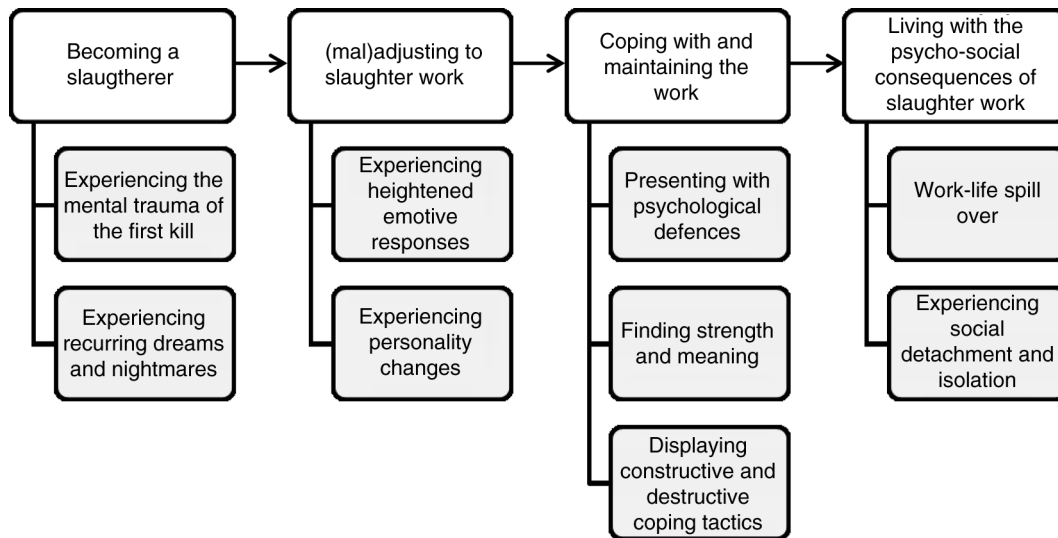 Becoming a
slaugtherer
(mal)adjusting to
slaughter work
Coping with and
maintaining the
work
Living with the
psycho-social
consequences of
slaughter work
Experiencing the
mental trauma of
the first kill
Experiencing
recurring dreams
and nightmares
Experiencing
heightened
emotive
responses
Experiencing
personality
changes
Presenting with
psychological
defences
Finding strength
and meaning
Displaying
constructive and
destructive
coping tactics
Work-life spill
over
Experiencing
social
detachment and
isolation